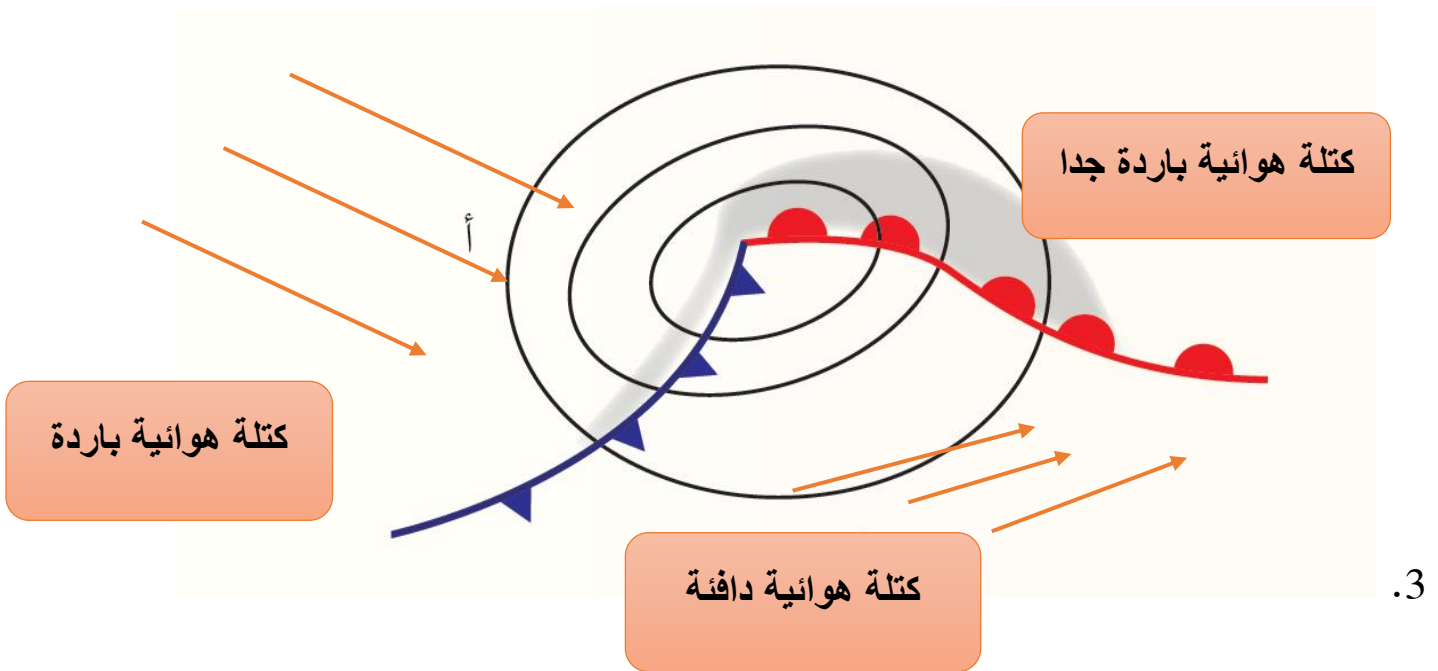 كتلة هوائية باردة جدا
أ
كتلة هوائية باردة
كتلة هوائية دافئة
.3